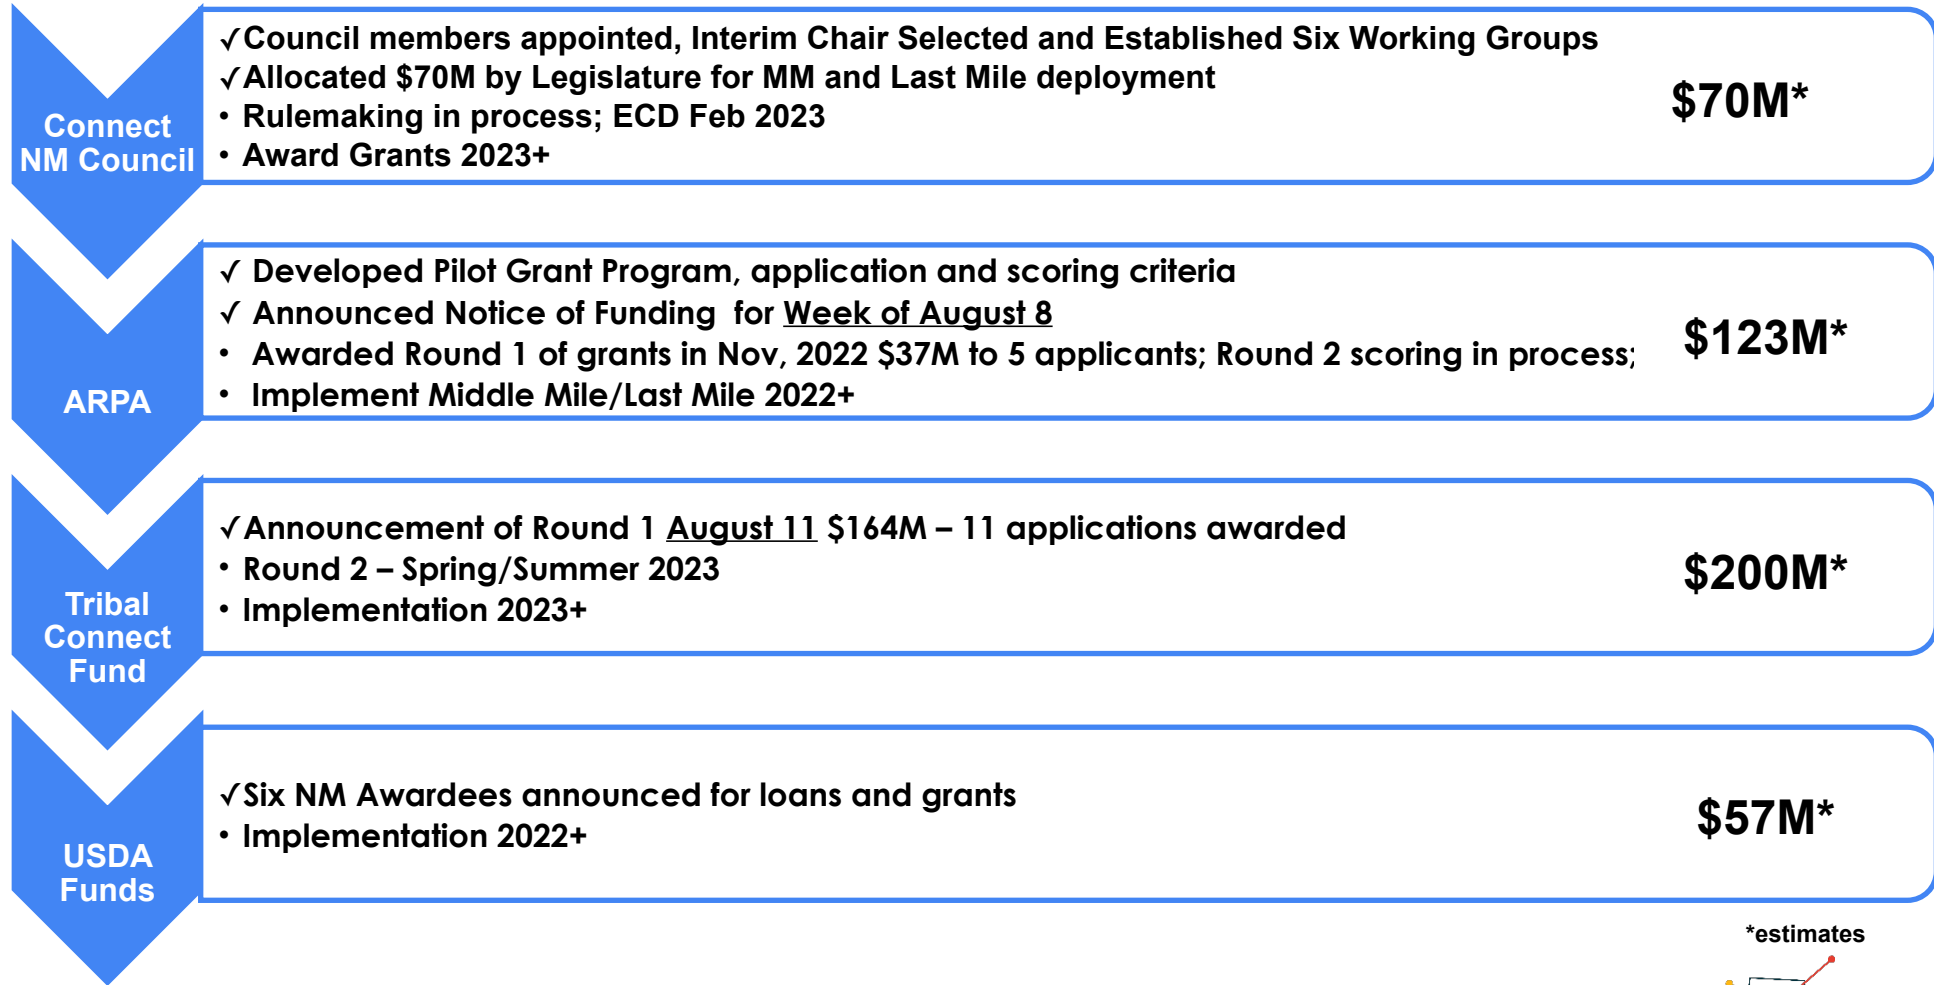 Connect
NM Council
✓Council members appointed, Interim Chair Selected and Established Six Working Groups
✓Allocated $70M by Legislature for MM and Last Mile deployment
• Rulemaking in process; ECD Feb 2023
• Award Grants 2023+
$70M*
ARPA
✓ Developed Pilot Grant Program, application and scoring criteria
✓ Announced Notice of Funding for Week of August 8
• Awarded Round 1 of grants in Nov, 2022 $37M to 5 applicants; Round 2 scoring in process;
• Implement Middle Mile/Last Mile 2022+
$123M*
Tribal
Connect
Fund
✓Announcement of Round 1 August 11 $164M – 11 applications awarded
• Round 2 – Spring/Summer 2023
• Implementation 2023+
$200M*
USDA
Funds
✓Six NM Awardees announced for loans and grants
• Implementation 2022+
$57M*
*estimates